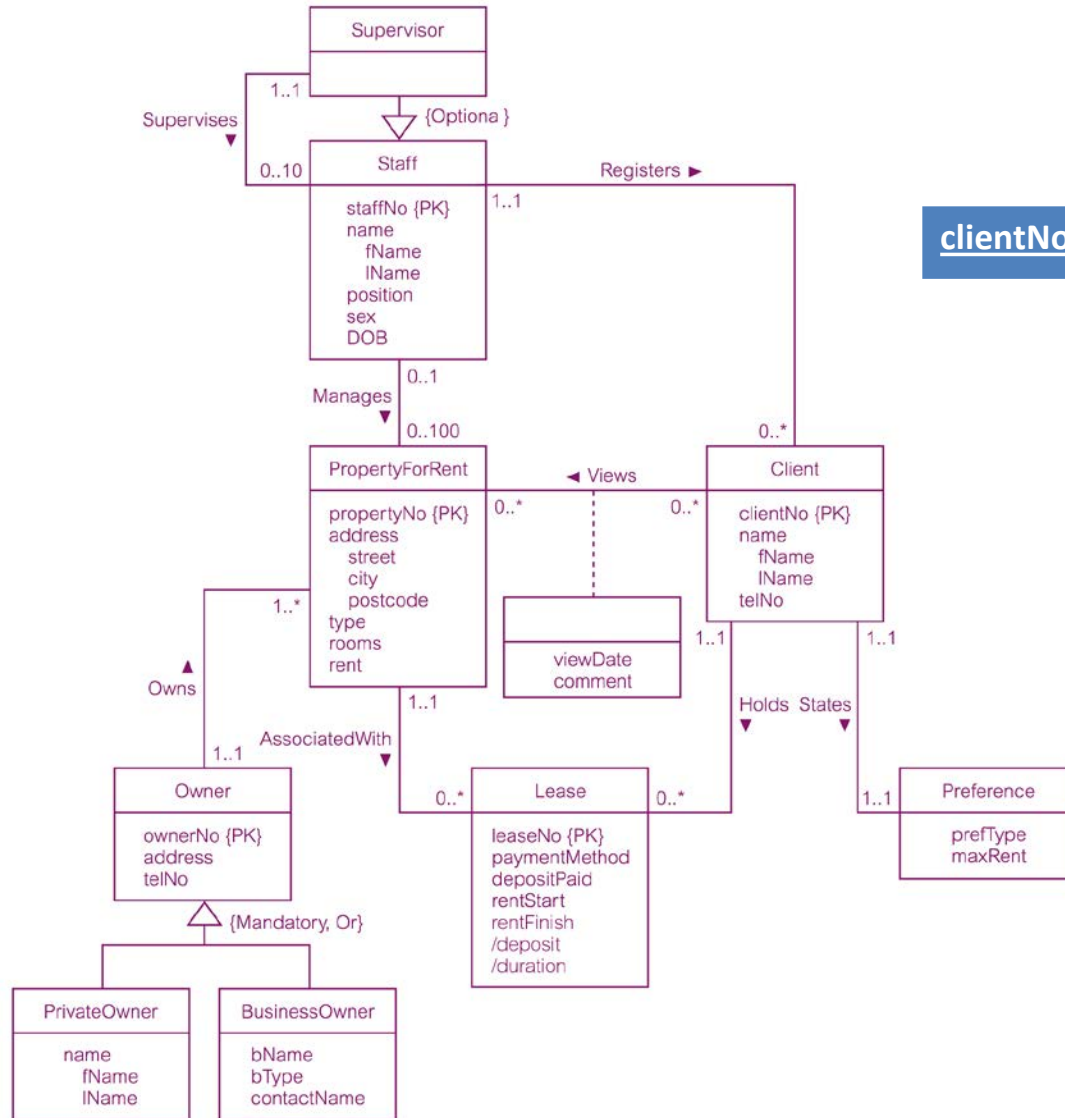 Supervisor
1..1
{Optiona }
Supervises
▼
0..10
Staff
Registers ►
1..1
staffNo {PK}
name
fName
lName
position
sex
DOB
clientNo
0..1
Manages
▼
0..100
0..*
PropertyForRent
◄ Views
Client
0..*
0..*
propertyNo {PK}
address
street
city
postcode
type
rooms
rent
clientNo {PK}
name
fName
lName
telNo
1..*
viewDate
comment
1..1
1..1
▲
Owns
1..1
Holds
▼
States
▼
AssociatedWith
▼
1..1
Owner
0..*
Lease
0..*
1..1
Preference
ownerNo {PK}
address
telNo
leaseNo {PK}
paymentMethod
depositPaid
rentStart
rentFinish
/deposit
/duration
prefType
maxRent
{Mandatory, Or}
PrivateOwner
BusinessOwner
name
fName
lName
bName
bType
contactName